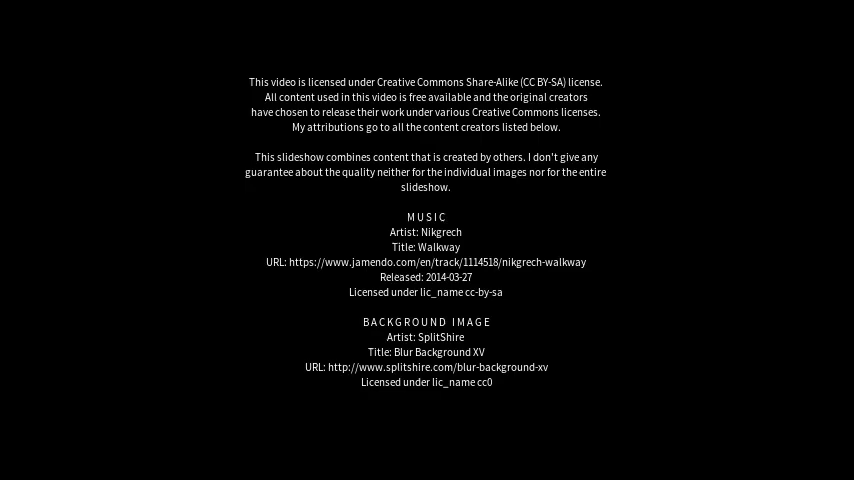 This video is licensed under Creative Commons Share-Alike (CC BY-SA) license.
All content used in this video is free available and the original creators
have chosen to release their work under various Creative Commons licenses.
My attributions go to all the content creators listed below.
This slideshow combines content that is created by others. I don't give any
guarantee about the quality neither for the individual images nor for the entire
slideshow.
MUSIC
Artist: Nikgrech
Title: Walkway
URL: https://www.jamendo.com/en/track/1114518/nikgrech-walkway
Released: 2014-03-27
Licensed under lic_name cc-by-sa
BACKGROUND IMAGE
Artist: SplitShire
Title: Blur Background XV
URL: http://www.splitshire.com/blur-background-xv
Licensed under lic_name cc0